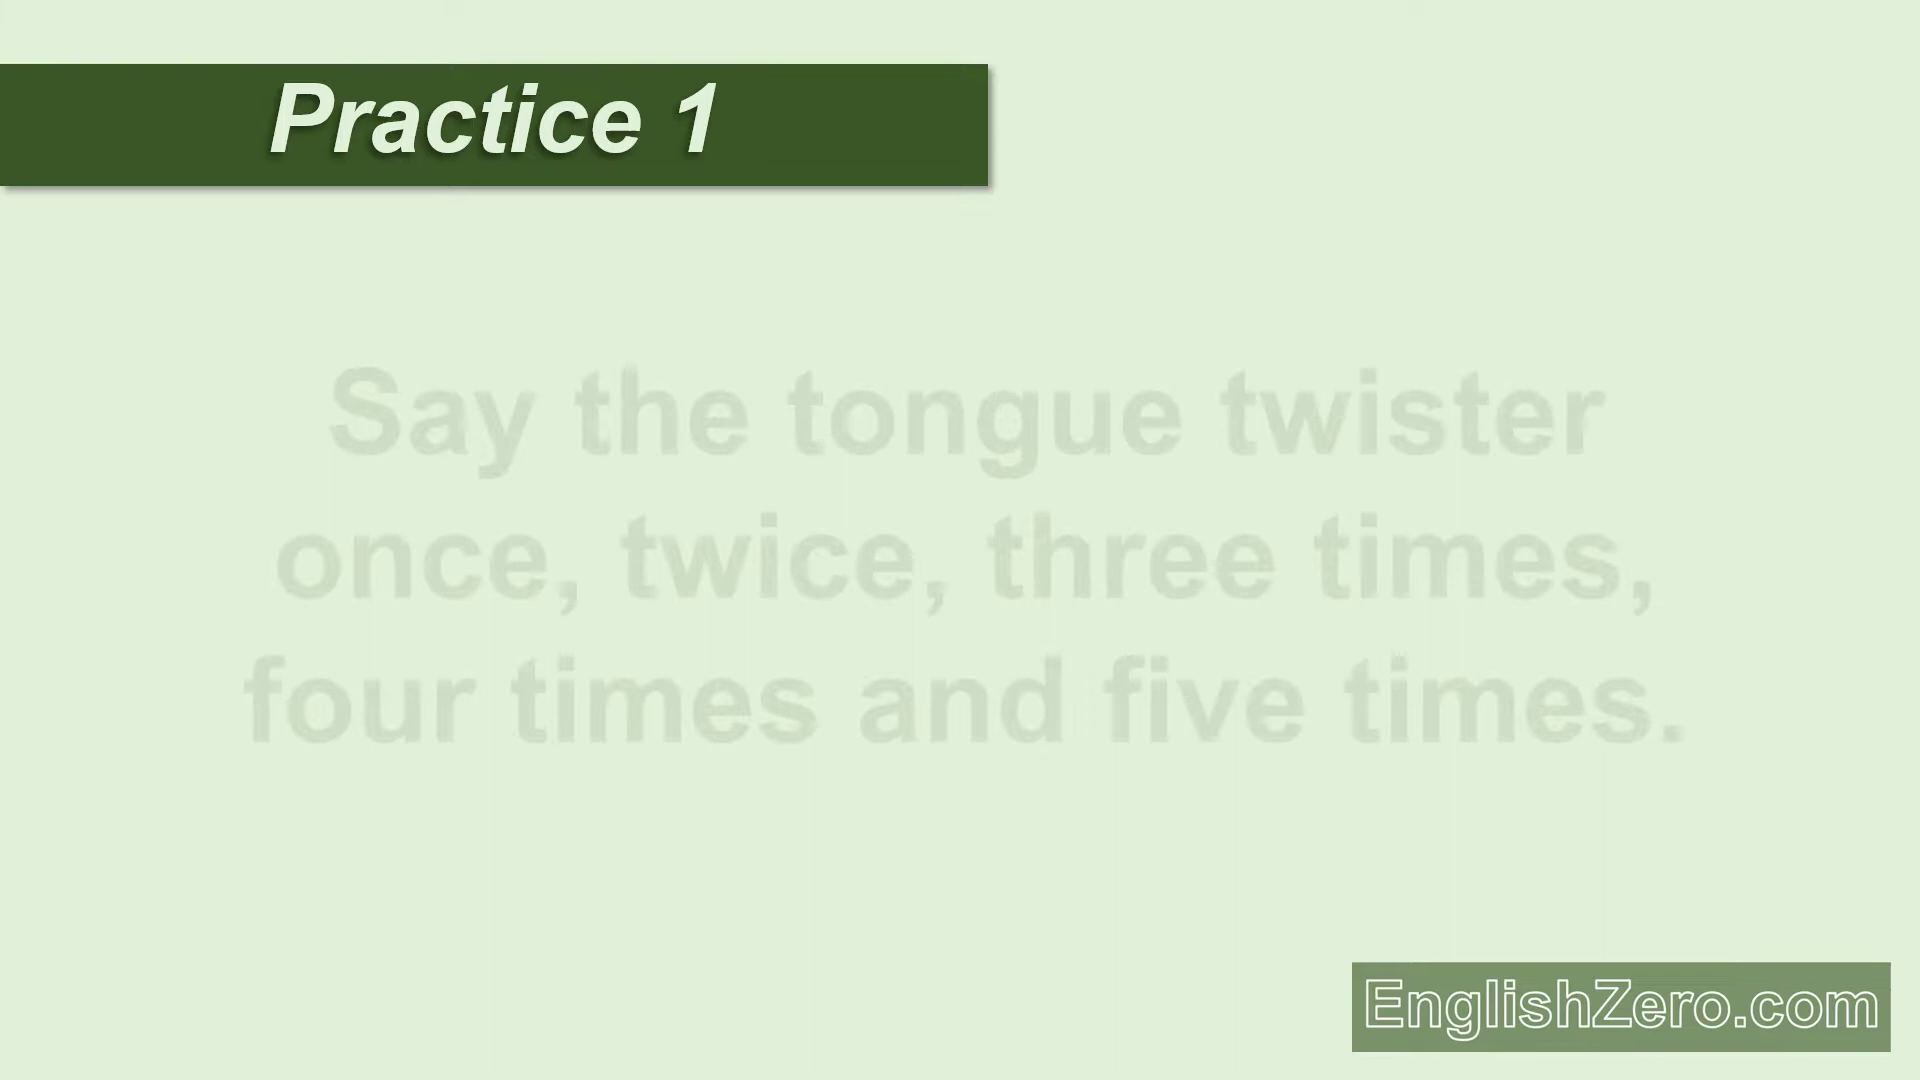 Practice 1
Say the tongue twister
once, twice, three times,
four times and five times.
EnglishZero.com